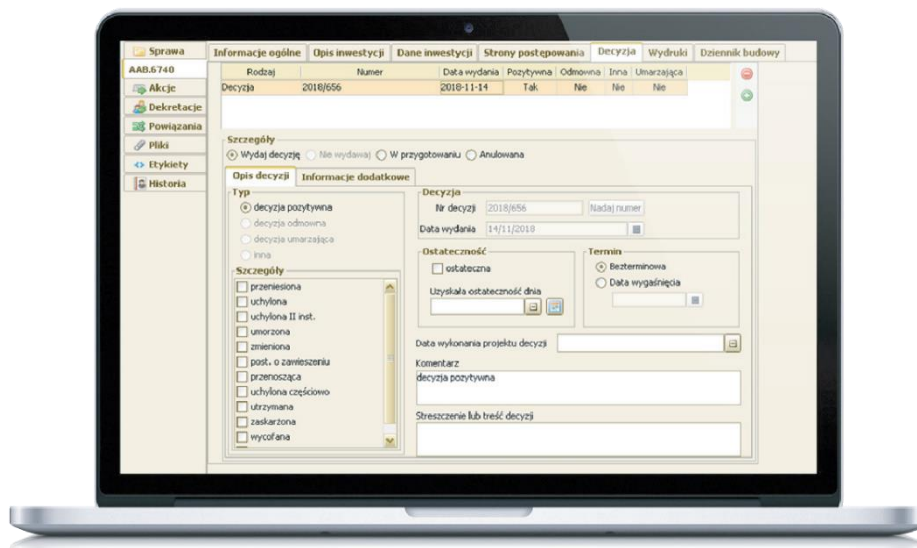 Sprawa
AAB.6740
Akcje
Dekretacje
Powiązania
Pliki
Etykiety
Historia
Informacje ogólne Opis inwestycji Dane inwestycji Strony postępowania Decyzja Wydruki Dziennik budowy
Rodzaj Numer Data wydania Pozytywna Odmowna Inna Umarzająca
Decyzja 2018/656 2018-11-14 Tak Nie Nie Nie
Szczegóły
Wydaj decyzję Nie wydawaj W przygotowaniu Anulowana
Opis decyzji Informacje dodatkowe
Typ
decyzja pozytywna
decyzja odmowna
decyzja umarzająca
inna
Szczegóły
przeniesiona
uchylona
uchylona II inst.
umorzona
zmieniona
post. o zawieszeniu
przenosząca
uchylona częściowo
utrzymana
zaskarżona
wycofana
Decyzja
Nr decyzji 2018/656 Nadaj numer
Data wydania 14/11/2018
Ostateczność
ostateczna
Uzyskała ostateczność dnia
Termin
Bezterminowa
Data wygaśnięcia
Data wykonania projektu decyzji
Komentarz
decyzja pozytywna
Streszczenie lub treść decyzji